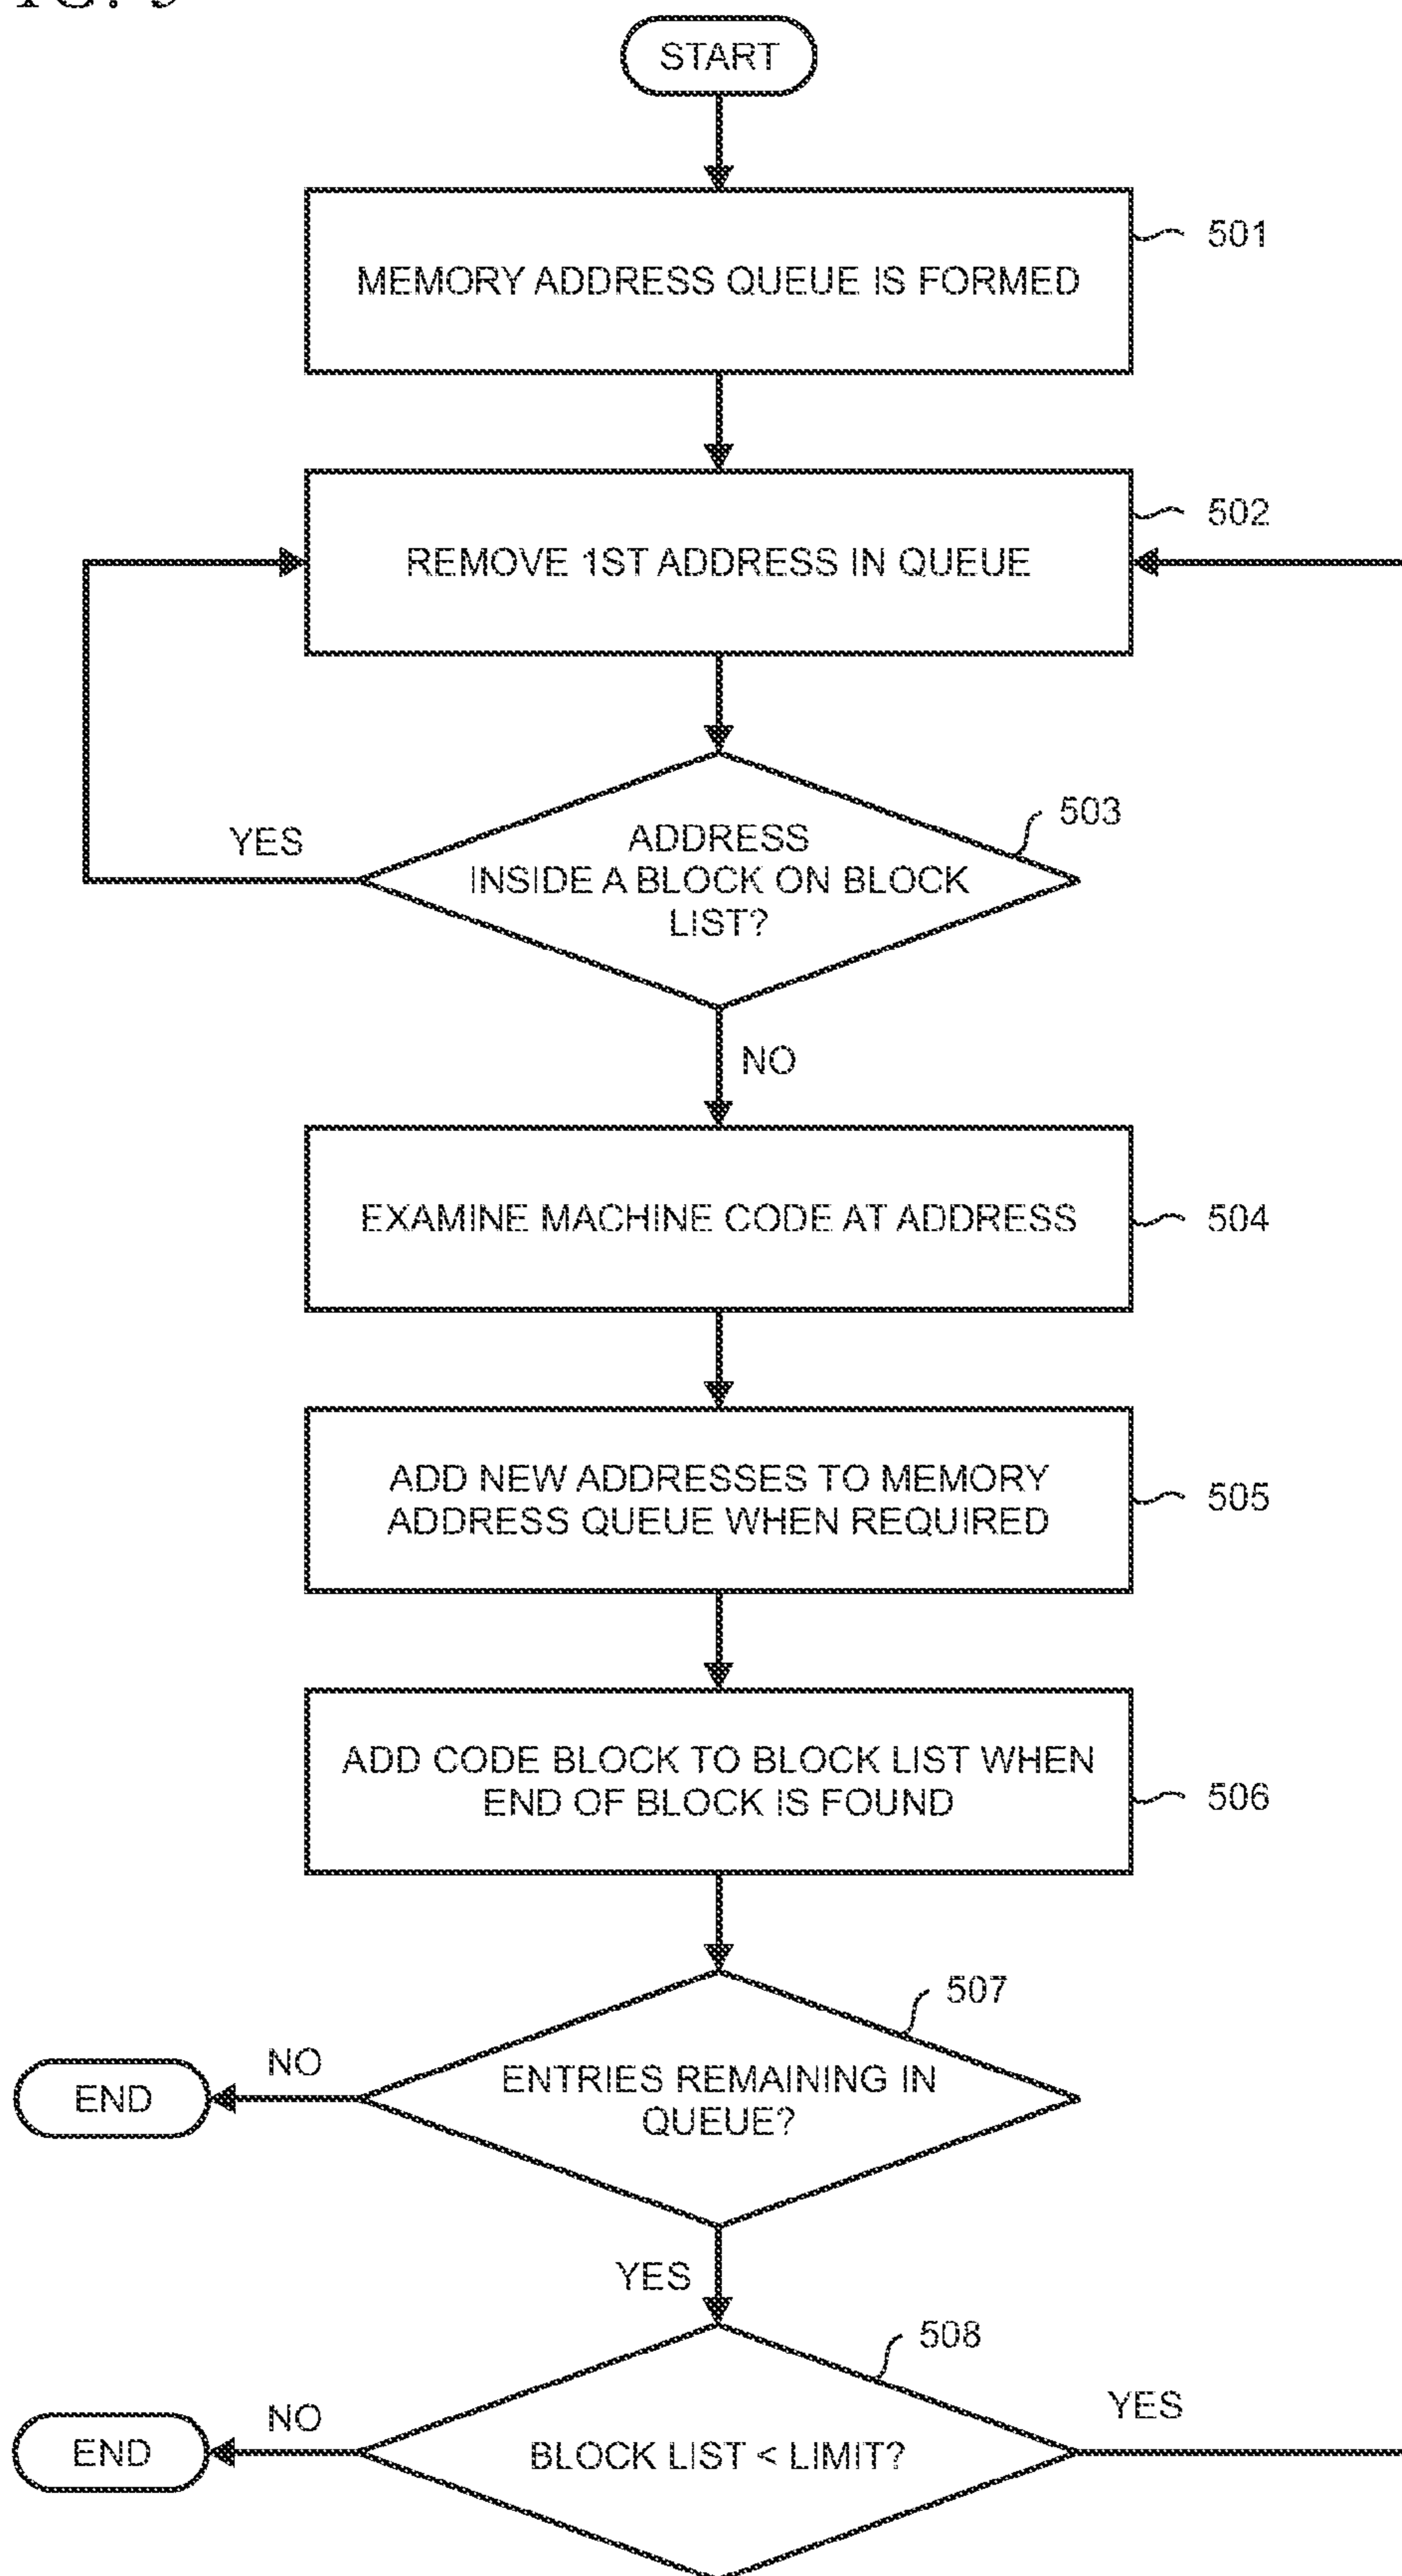 START
501
MEMORY ADDRESS QUEUE IS FORMED
502
REMOVE 1ST ADDRESS IN QUEUE
503
YES
ADDRESS
INSIDE A BLOCK ON BLOCK
LIST?
NO
EXAMINE MACHINE CODE AT ADDRESS
504
ADD NEW ADDRESSES TO MEMORY
ADDRESS QUEUE WHEN REQUIRED
505
ADD CODE BLOCK TO BLOCK LIST WHEN
END OF BLOCK IS FOUND
506
507
NO
ENTRIES REMAINING IN
QUEUE?
END
YES
508
NO
YES
BLOCK LIST < LIMIT?
END